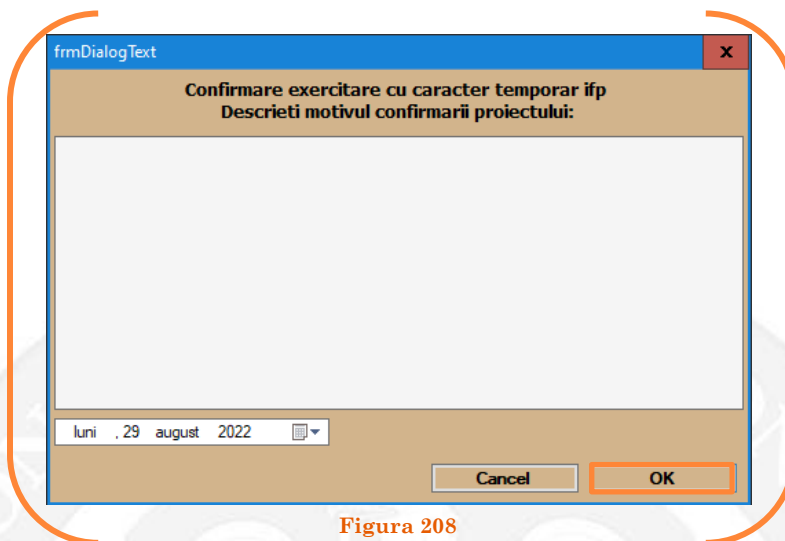 frmDialogText
x
Confirmare exercitare cu caracter temporar ifp
Descrieti motivul confirmarii proiectului:
luni , 29 august 2022
Cancel OK
Figura 208